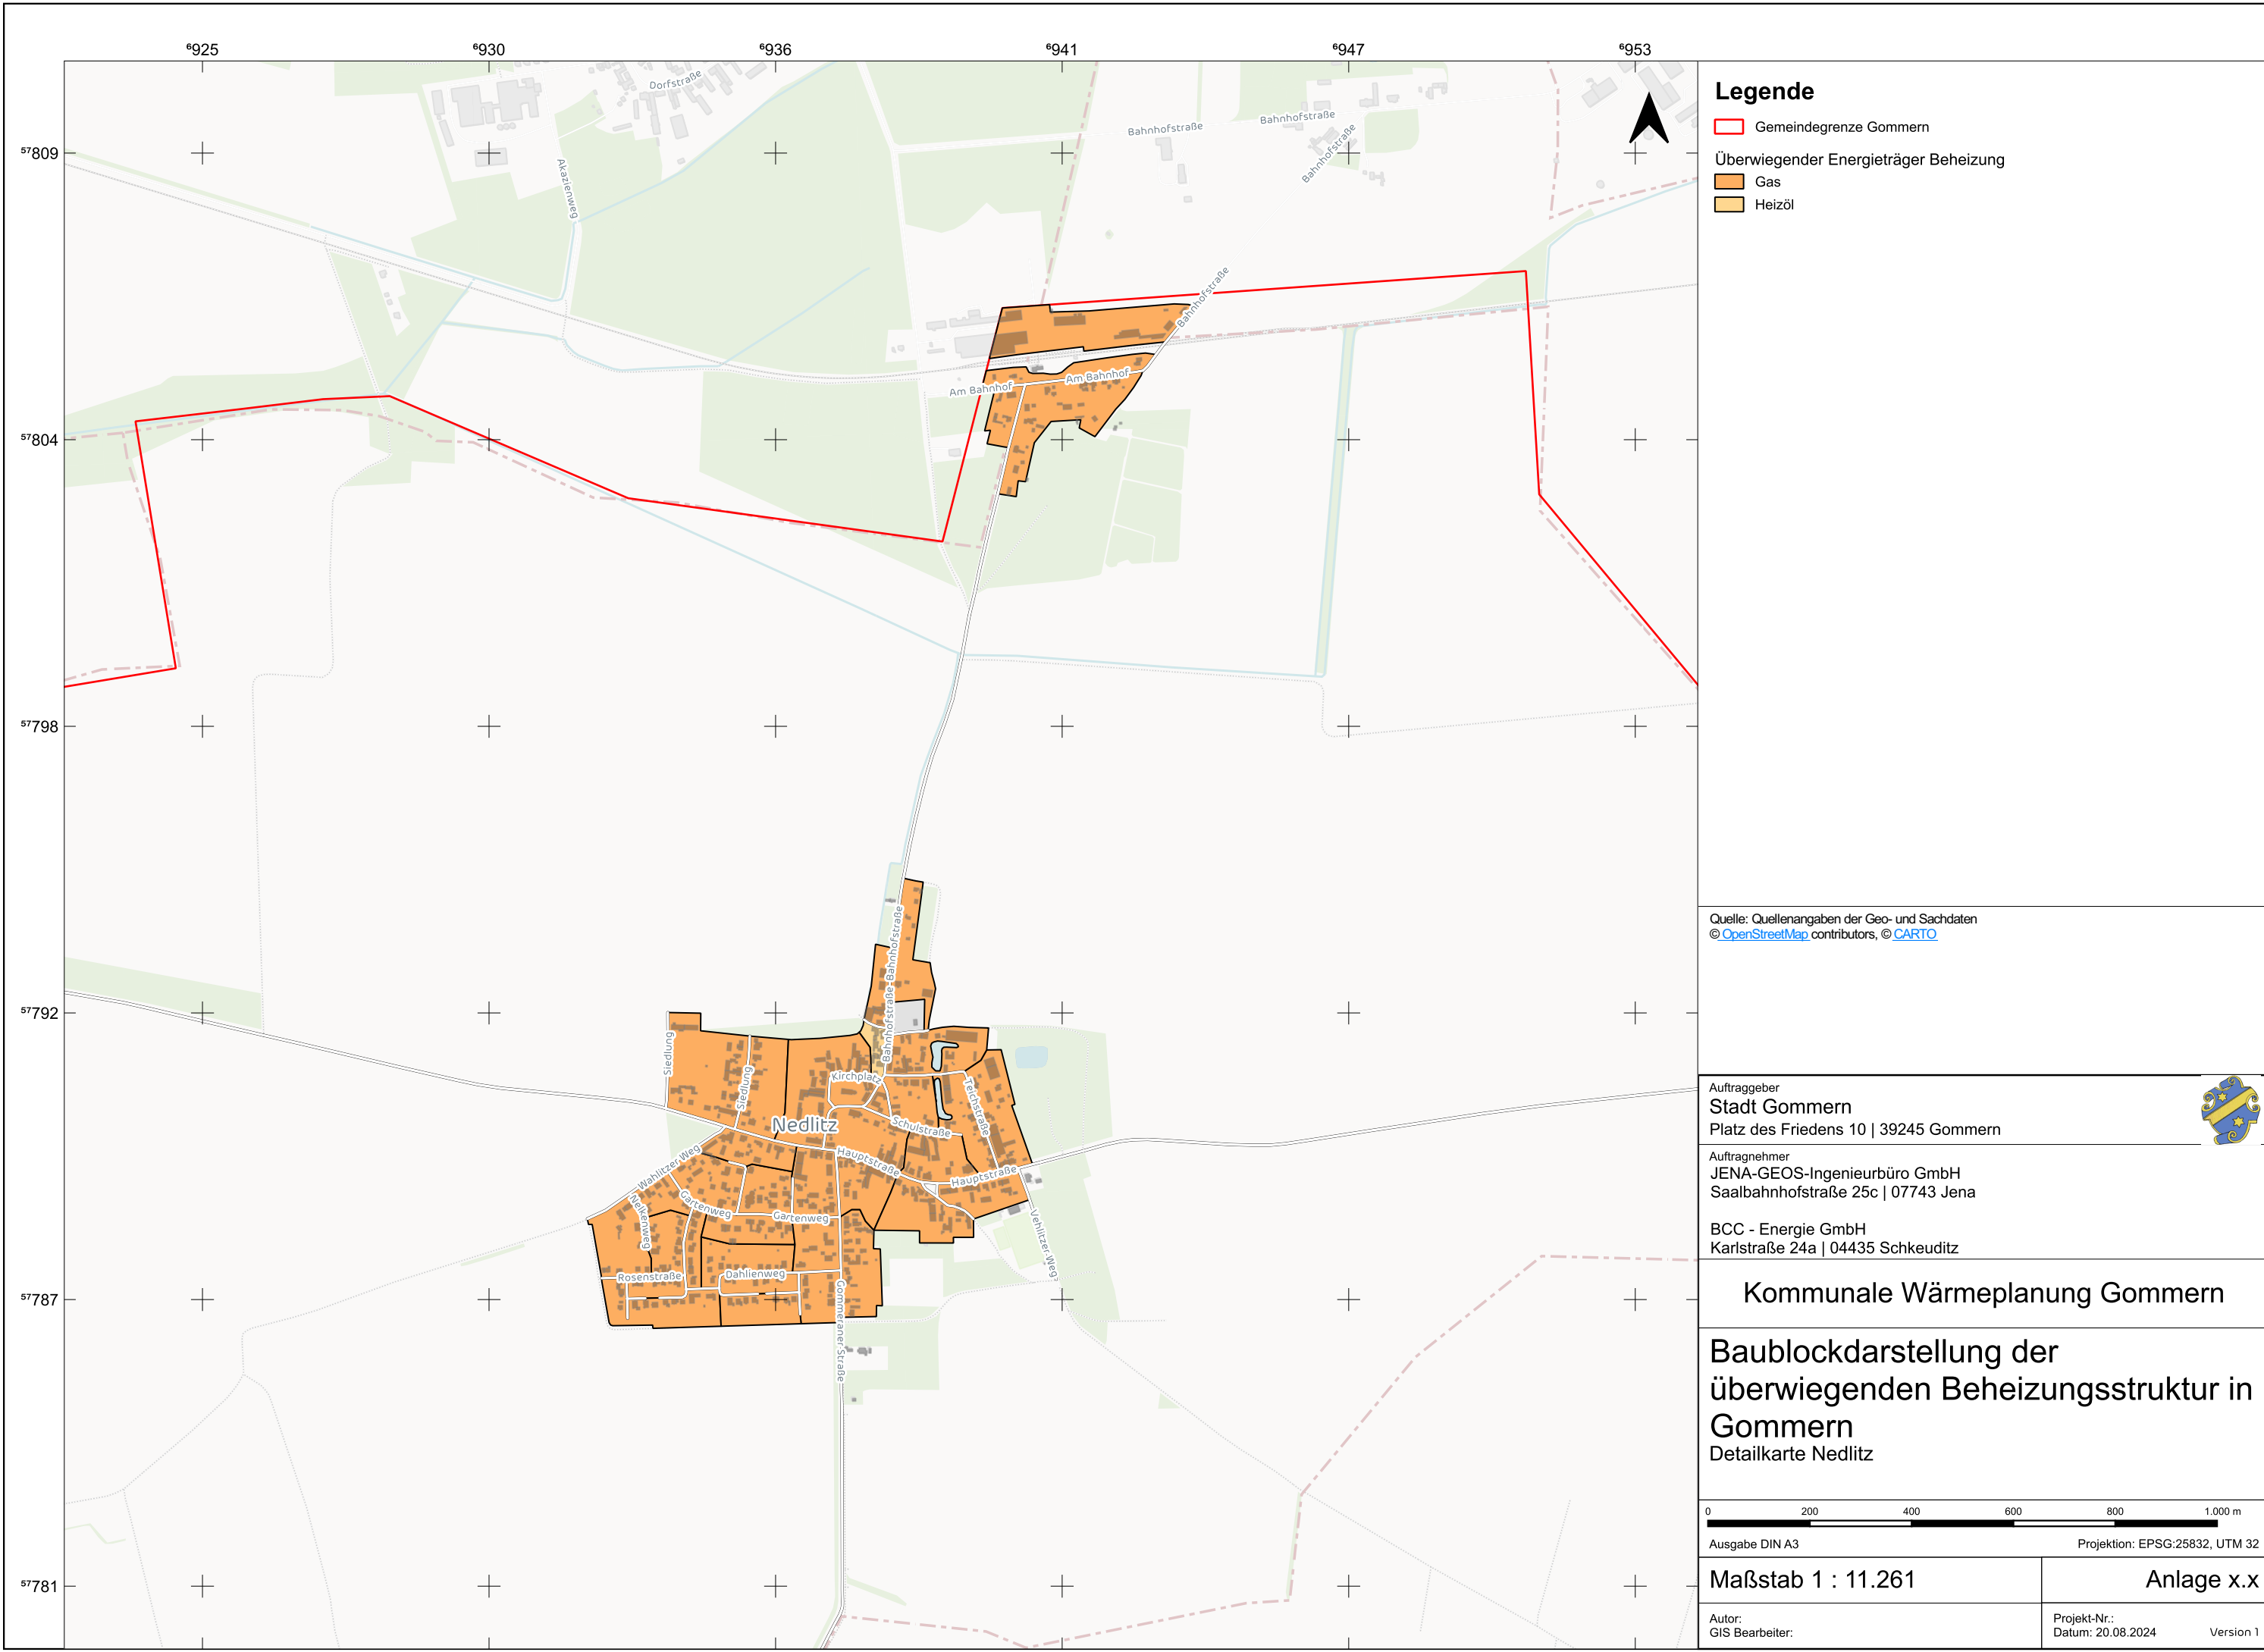 ⁶925 ⁶930 ⁶936 ⁶941 ⁶947 ⁶953
⁵⁷809
⁵⁷804
⁵⁷798
⁵⁷792
⁵⁷787
⁵⁷781
Dorfstraße
Akazienweg
Bahnhofstraße
Bahnhofstraße
Bahnhofstraße
Bahnhofstraße
Am Bahnhof
Am Bahnhof
Bahnhofstraße
Bahnhofstraße
Siedlung
Siedlung
Kirchplatz
Teichstraße
Nedlitz
Schulstraße
Hauptstraße
Hauptstraße
Wahlitzer Weg
Nelkenweg
Gartenweg
Gartenweg
Vehlitzer Weg
Rosenstraße
Dahlienweg
Gommeraner Straße
Legende
Gemeindegrenze Gommern
Überwiegender Energieträger Beheizung
Gas
Heizöl
Quelle: Quellenangaben der Geo- und Sachdaten
© OpenStreetMap contributors, © CARTO
Auftraggeber
Stadt Gommern
Platz des Friedens 10 | 39245 Gommern
Auftragnehmer
JENA-GEOS-Ingenieurbüro GmbH
Saalbahnhofstraße 25c | 07743 Jena
BCC - Energie GmbH
Karlstraße 24a | 04435 Schkeuditz
Kommunale Wärmeplanung Gommern
Baublockdarstellung der
überwiegenden Beheizungsstruktur in
Gommern
Detailkarte Nedlitz
0 200 400 600 800 1.000 m
Ausgabe DIN A3 Projektion: EPSG:25832, UTM 32
Maßstab 1 : 11.261 Anlage x.x
Autor:
GIS Bearbeiter:
Projekt-Nr.:
Datum: 20.08.2024 Version 1